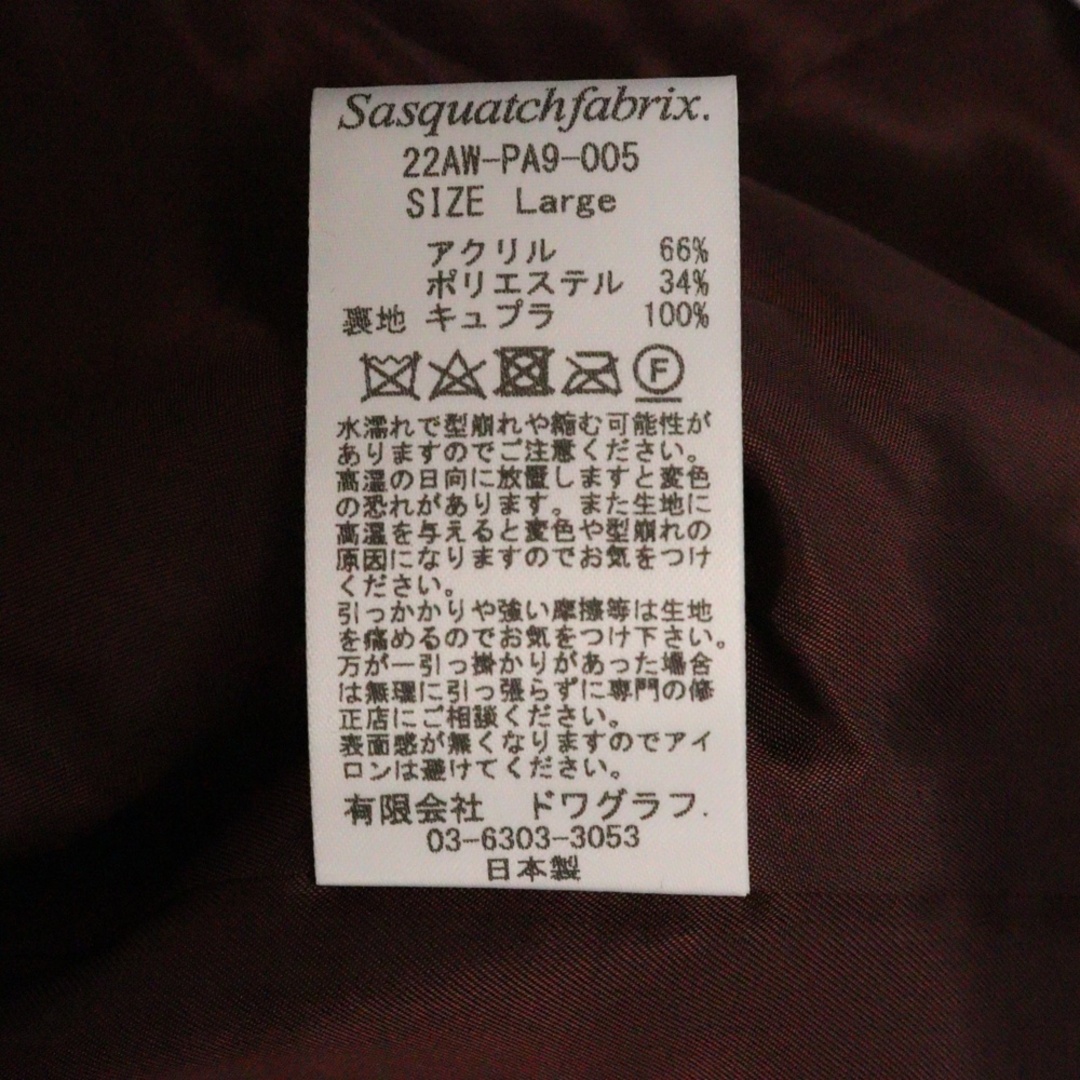 Sasquatchfabrix.
22AW-PA9-005
SIZE Large
アクリル 66%
ポリエステル 34%
裏地 キュプラ 100%
F
水濡れで型崩れや縮む可能性が
ありますのでご注意ください。
高温の日向に放置しますと変色
の恐れがあります。また生地に
高温を与えると変色や型崩れの
原因になりますのでお気をつけ
ください。
引っかかりや強い摩擦等は生地
を痛めるのでお気をつけ下さい。
万が一引っ掛かりがあった場合
は無理に引っ張らずに専門の修
正店にご相談ください。
表面感が無くなりますのでアイ
ロンは避けてください。
有限会社 ドワグラフ.
03-6303-3053
日本製